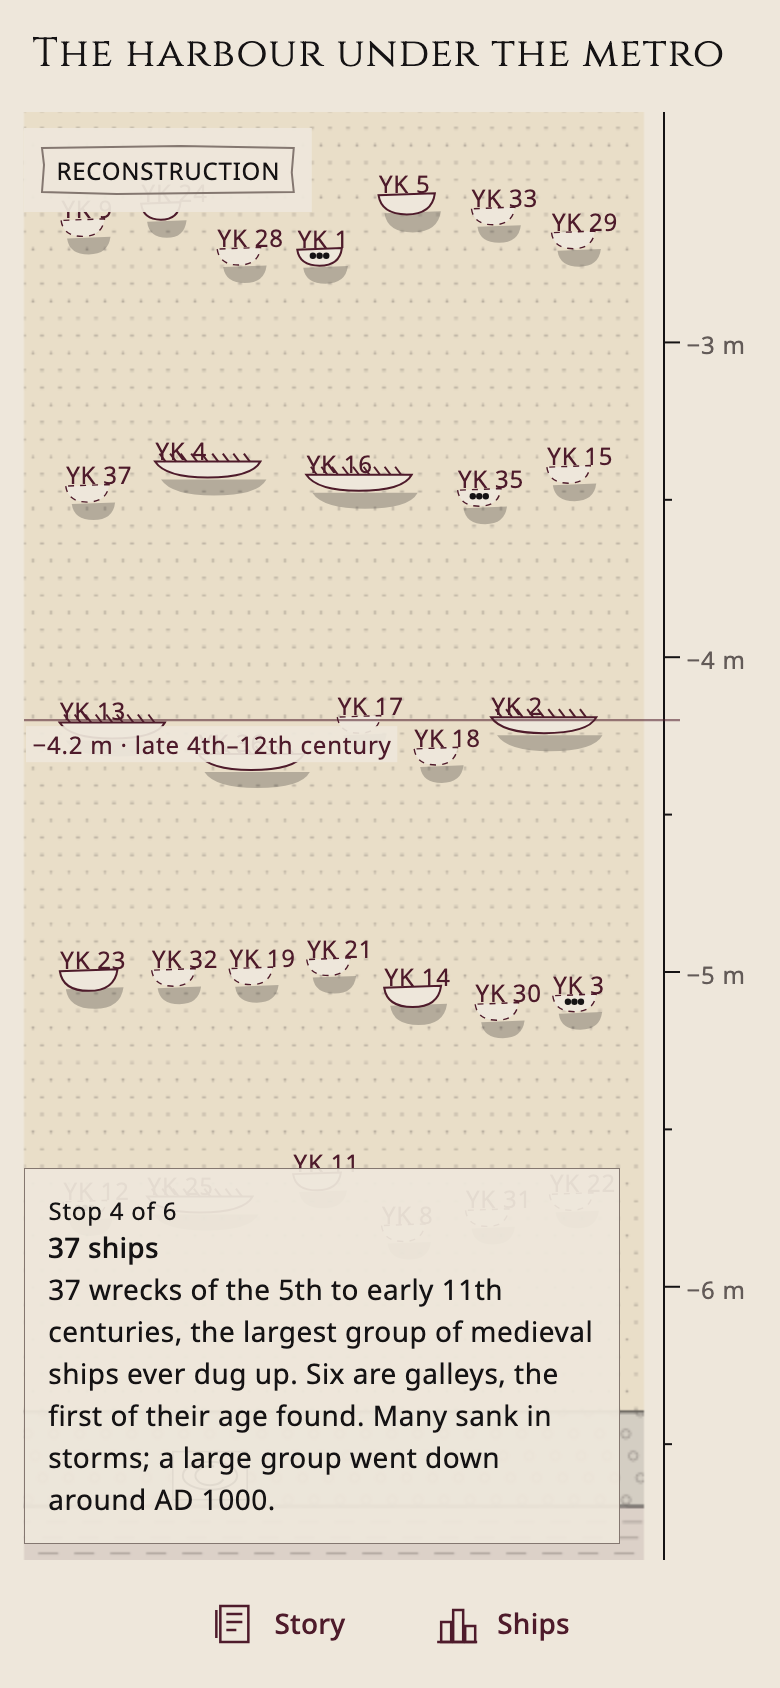 The harbour under the metro
RECONSTRUCTION
YK 24
YK 9
YK 5
YK 33
YK 29
YK 28
YK 1
−3 m
YK 37
YK 4
YK 16
YK 35
YK 15
−4 m
YK 13
YK 17
YK 2
YK 18
−4.2 m · late 4th–12th century
YK 23
YK 32
YK 19
YK 21
YK 14
YK 30
YK 3
−5 m
YK 11
YK 12
YK 25
YK 8
YK 31
YK 22
Stop 4 of 6
37 ships
37 wrecks of the 5th to early 11th
centuries, the largest group of medieval
ships ever dug up. Six are galleys, the
first of their age found. Many sank in
storms; a large group went down
around AD 1000.
−6 m
Story
Ships